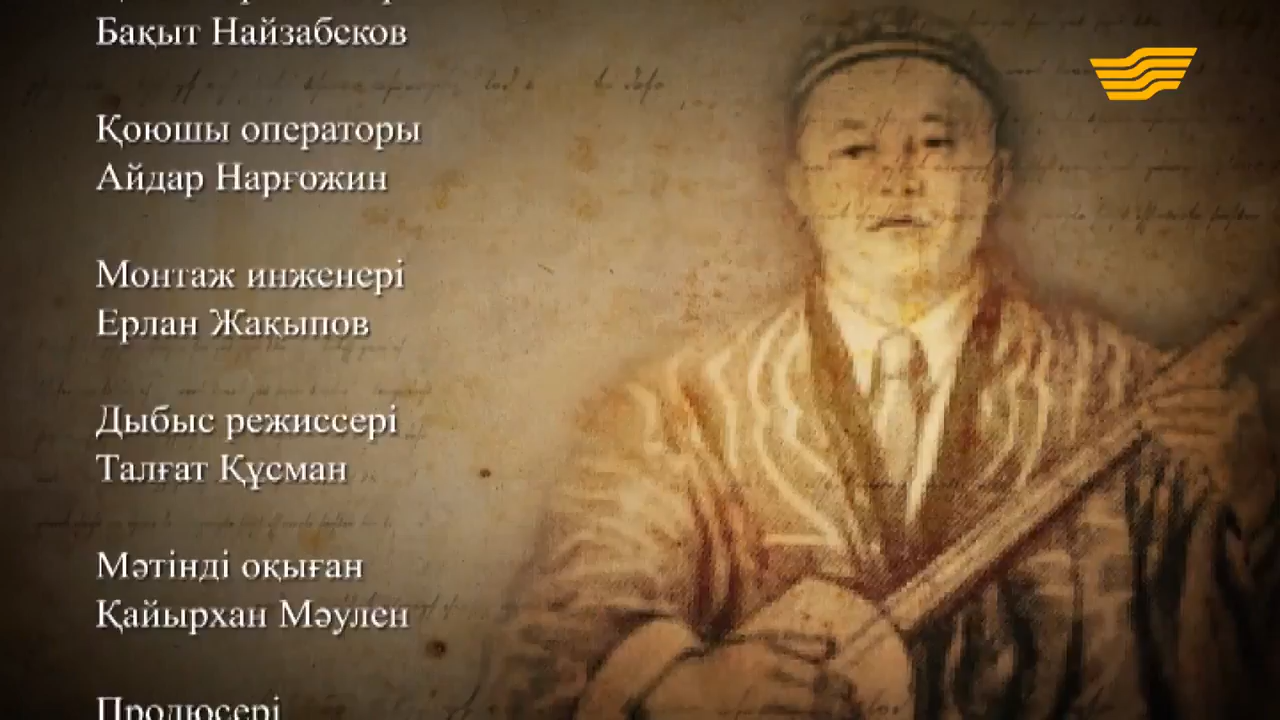 Бақыт Найзабеков
Қоюшы операторы
Айдар Нарғожин
Монтаж инженері
Ерлан Жақыпов
Дыбыс режиссері
Талғат Құсман
Мәтінді оқыған
Қайырхан Мәулен
Продюсері